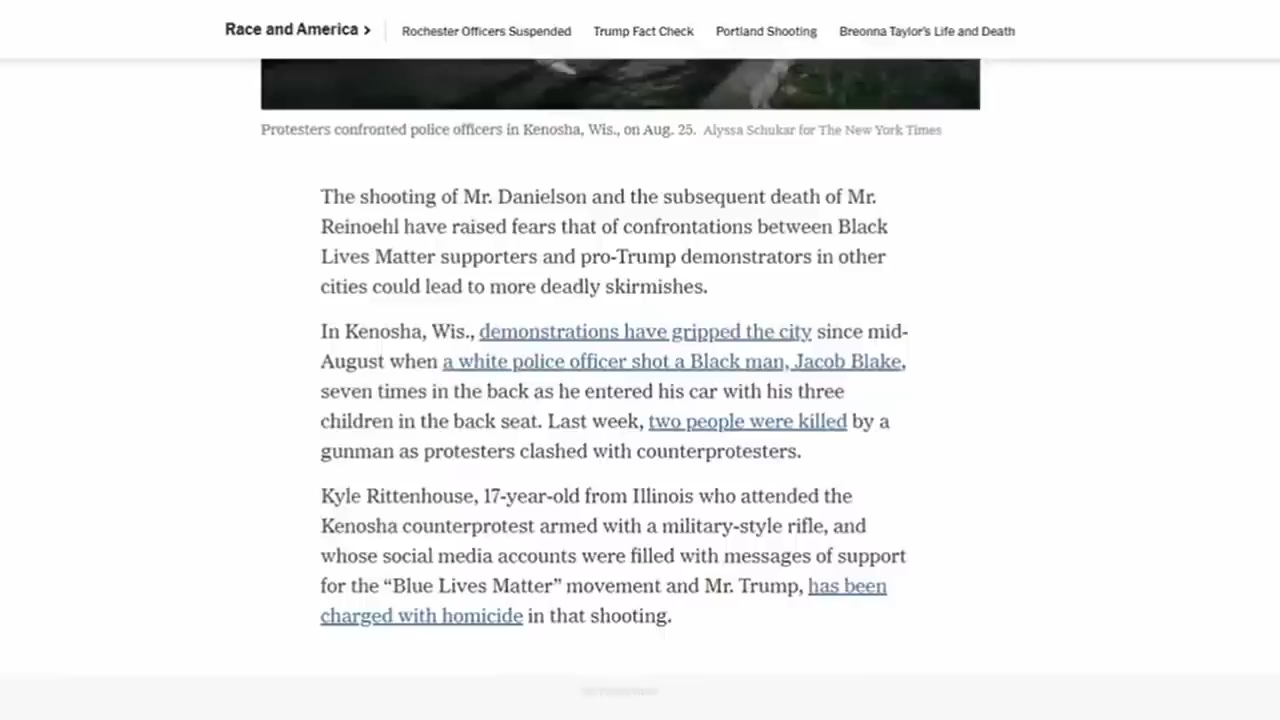 Race and America > Rochester Officers Suspended Trump Fact Check Portland Shooting Breonna Taylor's Life and Death
Protesters confronted police officers in Kenosha, Wis., on Aug. 25. Alyssa Schukar for The New York Times
The shooting of Mr. Danielson and the subsequent death of Mr.
Reinoehl have raised fears that of confrontations between Black
Lives Matter supporters and pro-Trump demonstrators in other
cities could lead to more deadly skirmishes.
In Kenosha, Wis., demonstrations have gripped the city since mid-
August when a white police officer shot a Black man, Jacob Blake,
seven times in the back as he entered his car with his three
children in the back seat. Last week, two people were killed by a
gunman as protesters clashed with counterprotesters.
Kyle Rittenhouse, 17-year-old from Illinois who attended the
Kenosha counterprotest armed with a military-style rifle, and
whose social media accounts were filled with messages of support
for the “Blue Lives Matter” movement and Mr. Trump, has been
charged with homicide in that shooting.